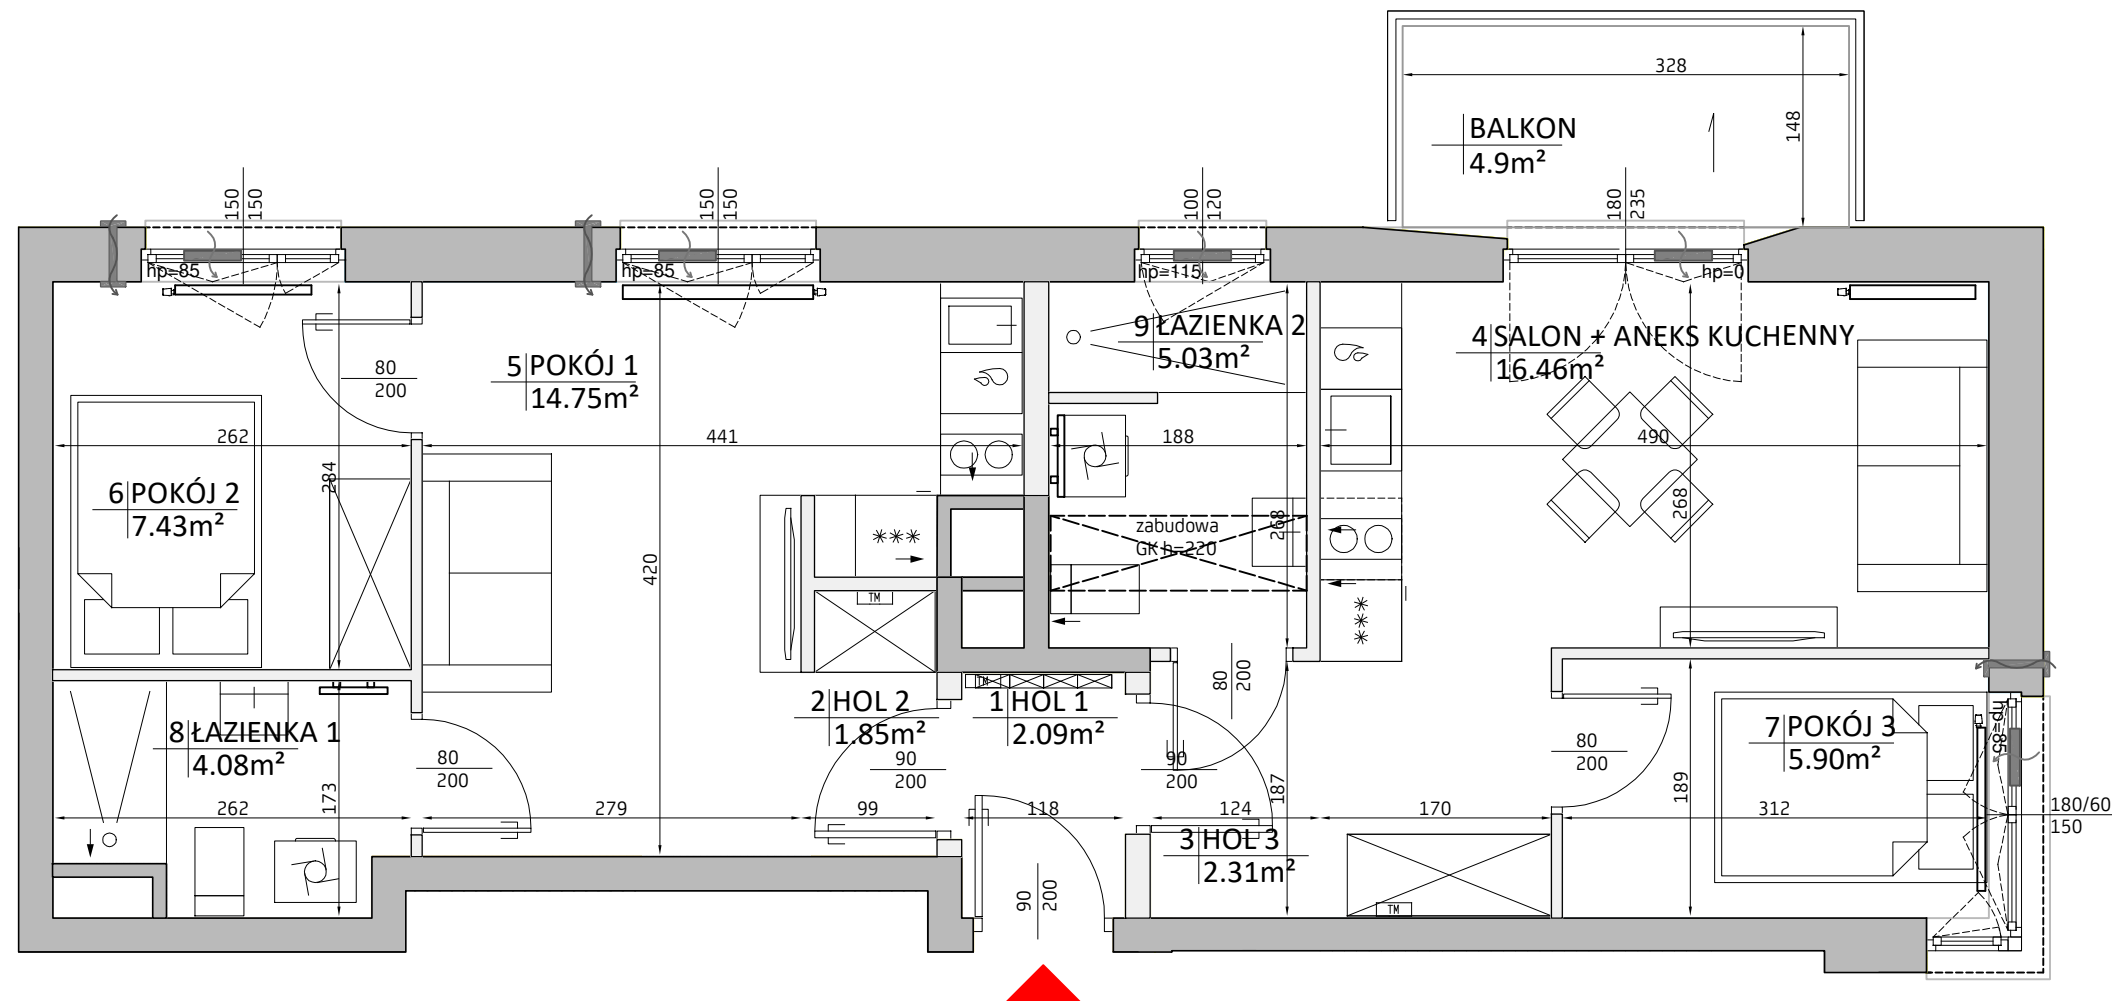 328
BALKON
4.9m²
148
150
150
150
150
100
120
180
235
hp=85
hp=85
hp=115
hp=0
9 ŁAZIENKA 2
5.03m²
4 SALON + ANEKS KUCHENNY
16.46m²
5 POKÓJ 1
14.75m²
80
200
262
441
188
490
284
6 POKÓJ 2
7.43m²
420
***
TM
zabudowa
GK h=220
268
268
***
80
200
TM
2 HOL 2
1.85m²
1 HOL 1
2.09m²
8 ŁAZIENKA 1
4.08m²
80
200
90
200
90
200
80
200
7 POKÓJ 3
5.90m²
hp=85
173
187
189
262
279
99
118
124
170
312
180/60
150
3 HOL 3
2.31m²
90
200
TM